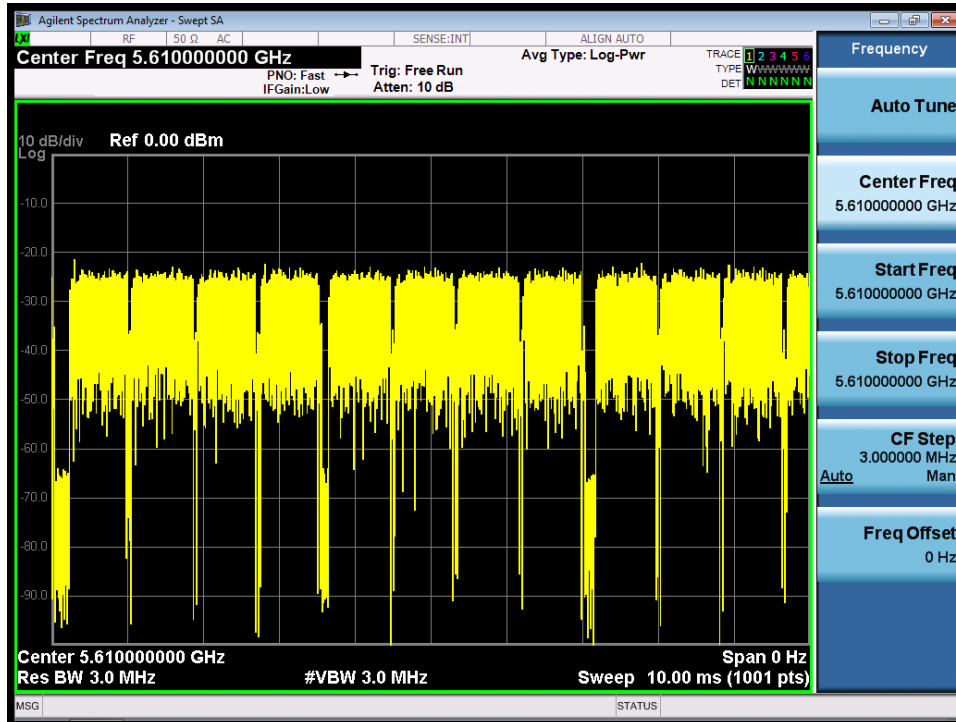 Agilent Spectrum Analyzer - Swept SA
LXI RF 50 Ω AC SENSE:INT ALIGN AUTO
Center Freq 5.610000000 GHz
PNO: Fast
IFGain:Low
Trig: Free Run
Atten: 10 dB
Avg Type: Log-Pwr
TRACE 1 2 3 4 5 6
TYPE WWWWWWW
DET N N N N N N
10 dB/div Ref 0.00 dBm
Log
-10.0
-20.0
-30.0
-40.0
-50.0
-60.0
-70.0
-80.0
-90.0
Center 5.610000000 GHz Span 0 Hz
Res BW 3.0 MHz #VBW 3.0 MHz Sweep 10.00 ms (1001 pts)
MSG STATUS
Frequency
Auto Tune
Center Freq
5.610000000 GHz
Start Freq
5.610000000 GHz
Stop Freq
5.610000000 GHz
CF Step
3.000000 MHz
Auto Man
Freq Offset
0 Hz